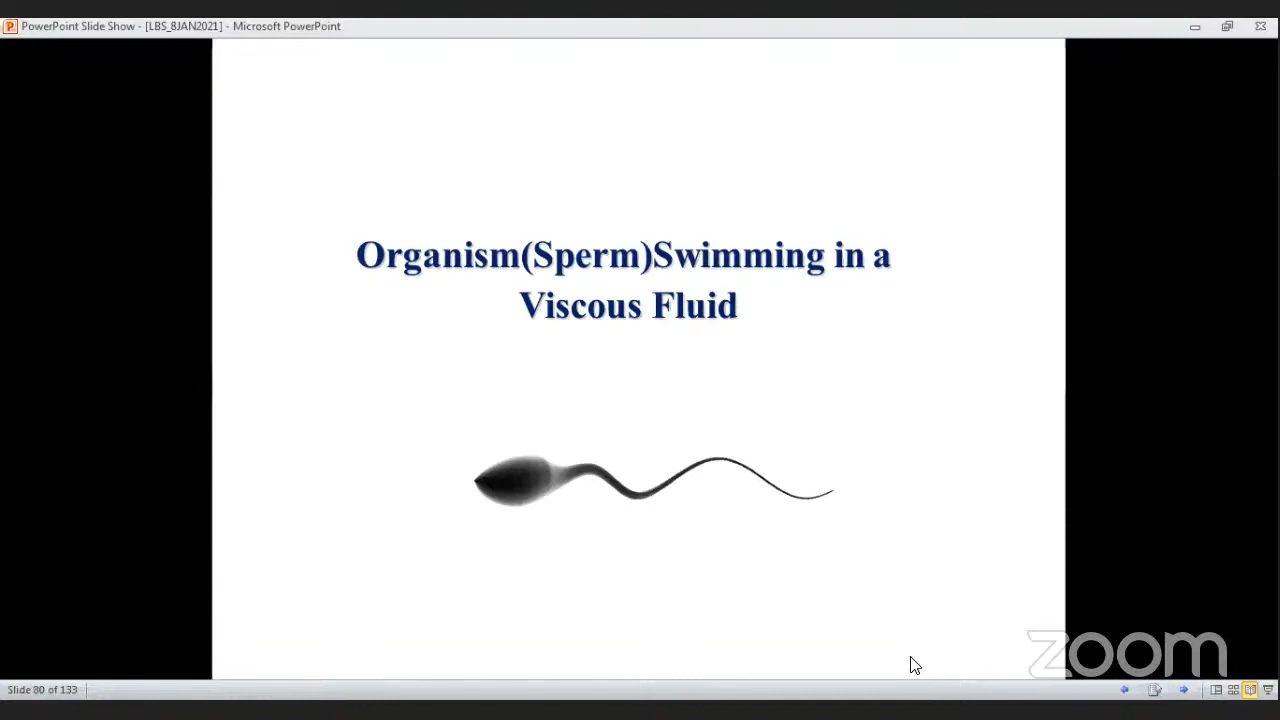 PowerPoint Slide Show - [LBS_8JAN2021] - Microsoft PowerPoint
Organism(Sperm)Swimming in a
Viscous Fluid
zoom
Slide 80 of 133